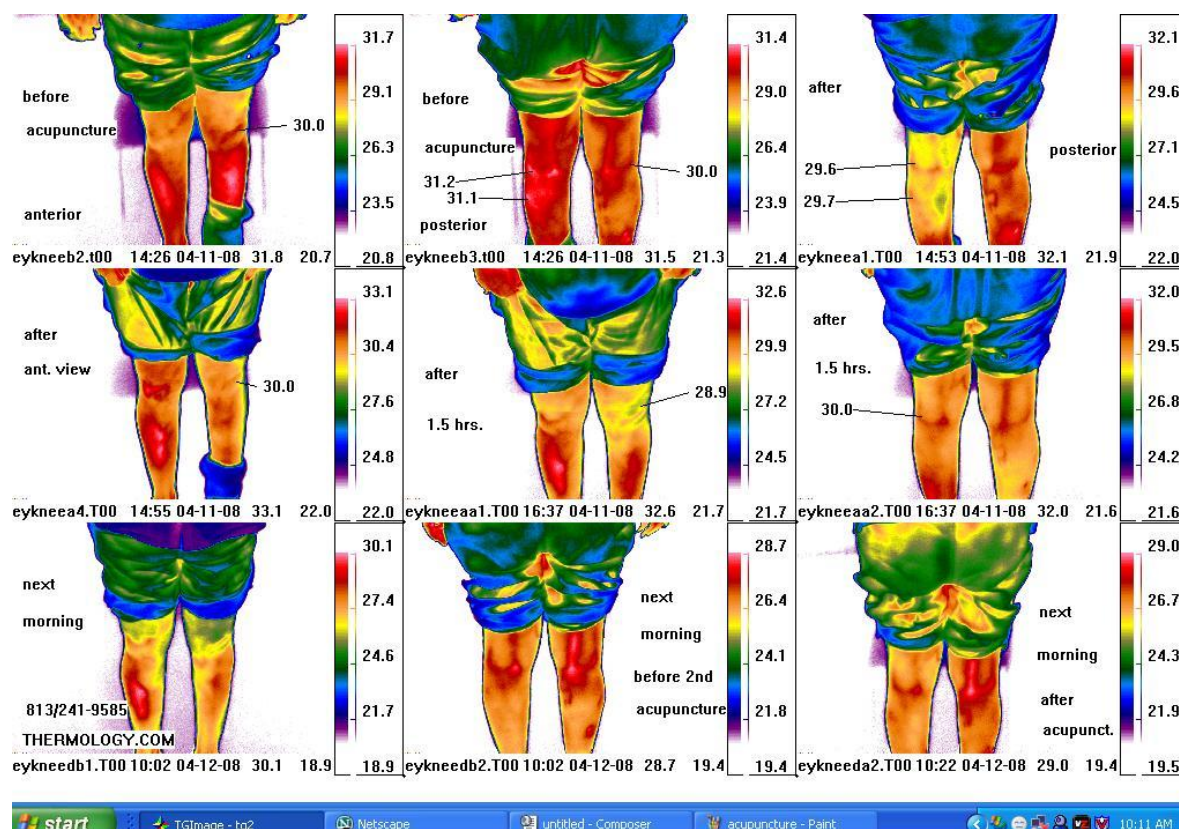 before
acupuncture
30.0
anterior
31.7
29.1
26.3
23.5
20.8
eykneeb2.t00 14:26 04-11-08 31.8 20.7
before
acupuncture
31.2
31.1
30.0
posterior
31.4
29.0
26.4
23.9
21.4
eykneeb3.t00 14:26 04-11-08 31.5 21.3
after
posterior
29.6
29.7
32.1
29.6
27.1
24.5
22.0
eykneea1.T00 14:53 04-11-08 32.1 21.9
after
ant. view
30.0
33.1
30.4
27.6
24.8
22.0
eykneea4.T00 14:55 04-11-08 33.1 22.0
after
1.5 hrs.
28.9
32.6
29.9
27.2
24.5
21.7
eykneeaa1.T00 16:37 04-11-08 32.6 21.7
after
1.5 hrs.
30.0
32.0
29.5
26.8
24.2
21.6
eykneeaa2.T00 16:37 04-11-08 32.0 21.6
next
morning
813/241-9585
THERMOLOGY.COM
30.1
27.4
24.6
21.7
18.9
eykneedb1.T00 10:02 04-12-08 30.1 18.9
next
morning
before 2nd
acupuncture
28.7
26.4
24.1
21.8
19.4
eykneedb2.T00 10:02 04-12-08 28.7 19.4
next
morning
after
acupunct.
29.0
26.7
24.3
21.9
19.5
eykneeda2.T00 10:22 04-12-08 29.0 19.4
start
TGImage - tg2
Netscape
untitled - Composer
acupuncture - Paint
10:11 AM